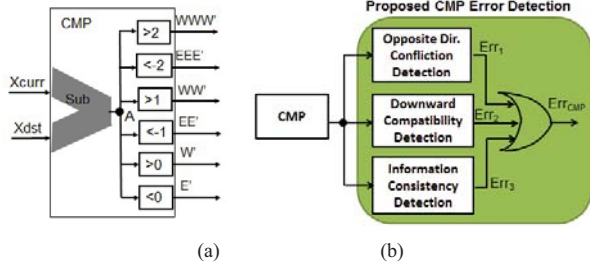 CMP
Xcurr
Xdst
Sub
A
>2
WWW'
<-2
EEE'
>1
WW'
<-1
EE'
>0
W'
<0
E'
(a)
Proposed CMP Error Detection
CMP
Opposite Dir.
Confliction
Detection
Err1
Downward
Compatibility
Detection
Err2
Information
Consistency
Detection
Err3
ErrCMP
(b)